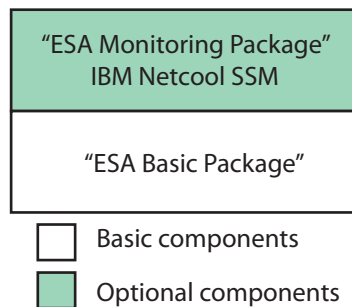 “ESA Monitoring Package”
IBM Netcool SSM
“ESA Basic Package”
Basic components
Optional components